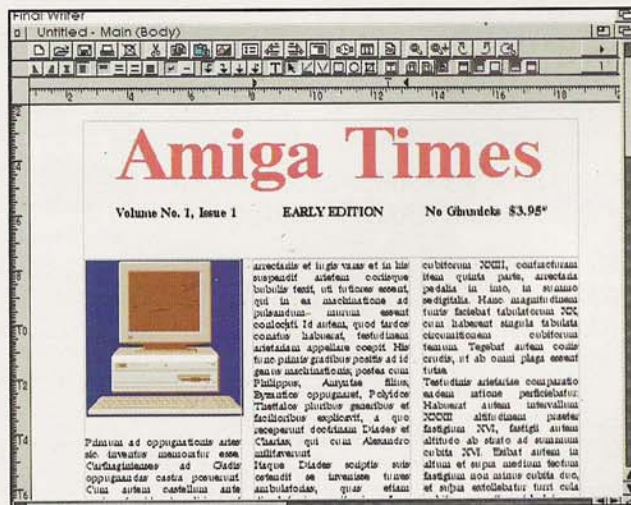 Final Writer
Untitled - Main (Body)
Amiga Times
Volume No. 1, Issue 1 EARLY EDITION No Gimmicks $3.95*
Primum ad oppugnationis aries
sic inventus memoratur esse.
Carthaginienses ad Gadis
oppugnandas castra posuerunt.
Cum autem castellum ante
arrectariis et iugis varas et in his
suspendit arietem coriisque
bubulis texit, uti tutiores essent,
qui in ea machinatione ad
pulsandum murum essent
conlocati. Id autem, quod tardos
conatus habuerat, testudinem
arietariam appellare coepit. His
tunc primis gradibus positis ad id
genus machinationis, postea cum
Philippus, Amyntae filius,
Byzantios oppugnaret, Polyidos
Thettalos pluribus generibus et
facilioribus explicavit, a quo
receperunt doctrinam Diades et
Charias, qui cum Alexandro
militaverunt
Itaque Diades scriptis suis
ostendit se invenisse turres
ambulatorias, quas etiam
cubitorum XXIII, contracturam
item quinta parte, arrectaria
pedalia in imo, in summo
sedigitalia. Hanc magnitudinem
turris faciebat tabulatorum XX,
cum haberent singula tabulata
circumitionem cubitorum
ternum. Tegebat autem coriis
crudis, ut ab omni plaga essent
tutae
Testudinis arietariae comparatio
eadem ratione perficiebatur.
Habuerat autem intervallum
XXXII altitudinem praeter
fastigium XVI, fastigii autem
altitudo ab strato ad summum
cubita XVI. Exibat autem in
altum et supra medium tectum
fastigium non minus cubita duo,
et supra extollebatur turri cula